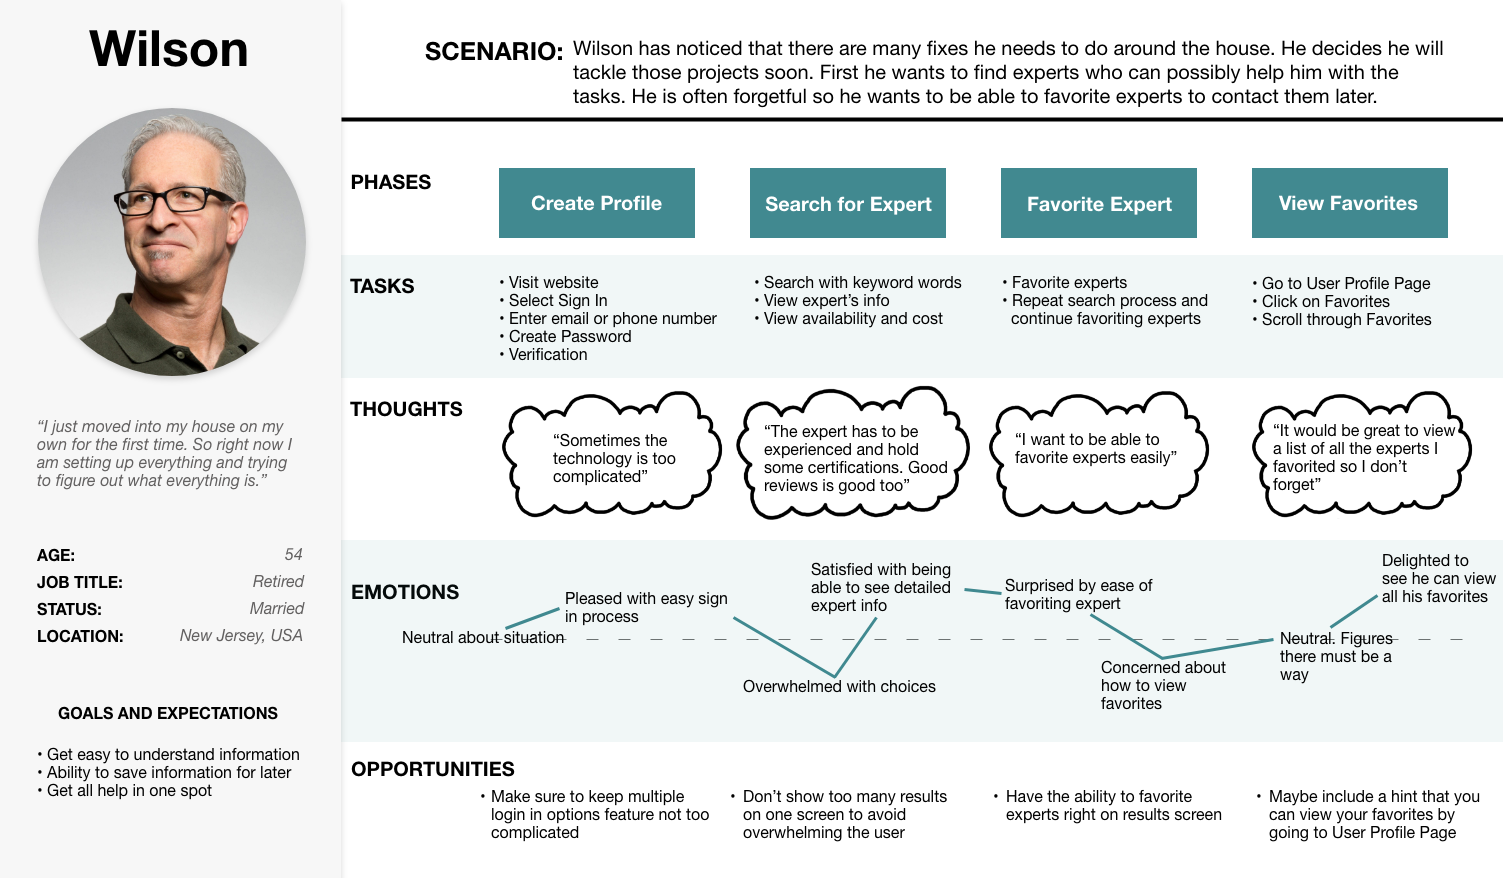 Wilson
“I just moved into my house on my
own for the first time. So right now I
am setting up everything and trying
to figure out what everything is.”
AGE: 54
JOB TITLE: Retired
STATUS: Married
LOCATION: New Jersey, USA
GOALS AND EXPECTATIONS
• Get easy to understand information
• Ability to save information for later
• Get all help in one spot
SCENARIO: Wilson has noticed that there are many fixes he needs to do around the house. He decides he will
tackle those projects soon. First he wants to find experts who can possibly help him with the
tasks. He is often forgetful so he wants to be able to favorite experts to contact them later.
PHASES
Create Profile
Search for Expert
Favorite Expert
View Favorites
TASKS
• Visit website
• Select Sign In
• Enter email or phone number
• Create Password
• Verification
• Search with keyword words
• View expert’s info
• View availability and cost
• Favorite experts
• Repeat search process and
continue favoriting experts
• Go to User Profile Page
• Click on Favorites
• Scroll through Favorites
THOUGHTS
“Sometimes the
technology is too
complicated”
“The expert has to be
experienced and hold
some certifications. Good
reviews is good too”
“I want to be able to
favorite experts easily”
“It would be great to view
a list of all the experts I
favorited so I don’t
forget”
EMOTIONS
Neutral about situation
Pleased with easy sign
in process
Overwhelmed with choices
Satisfied with being
able to see detailed
expert info
Surprised by ease of
favoriting expert
Concerned about
how to view
favorites
Neutral. Figures
there must be a
way
Delighted to
see he can view
all his favorites
OPPORTUNITIES
• Make sure to keep multiple
login in options feature not too
complicated
• Don’t show too many results
on one screen to avoid
overwhelming the user
• Have the ability to favorite
experts right on results screen
• Maybe include a hint that you
can view your favorites by
going to User Profile Page